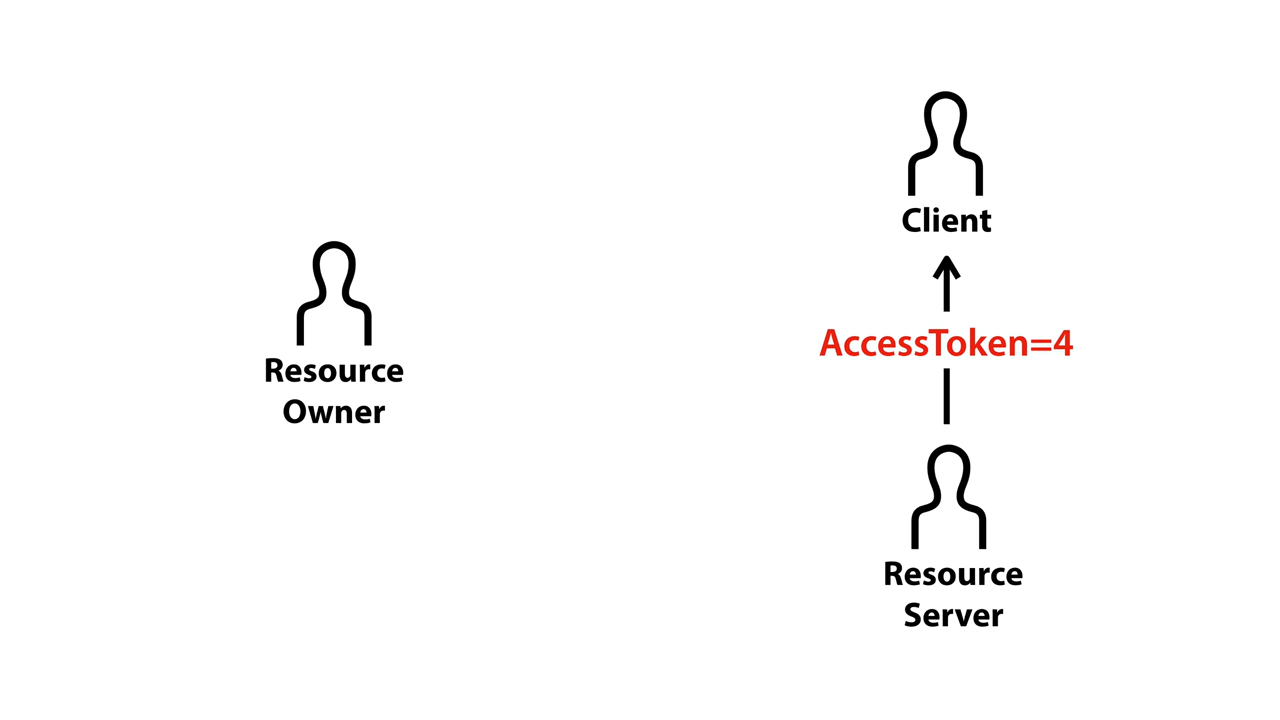 Client
Resource
Owner
AccessToken=4
Resource
Server